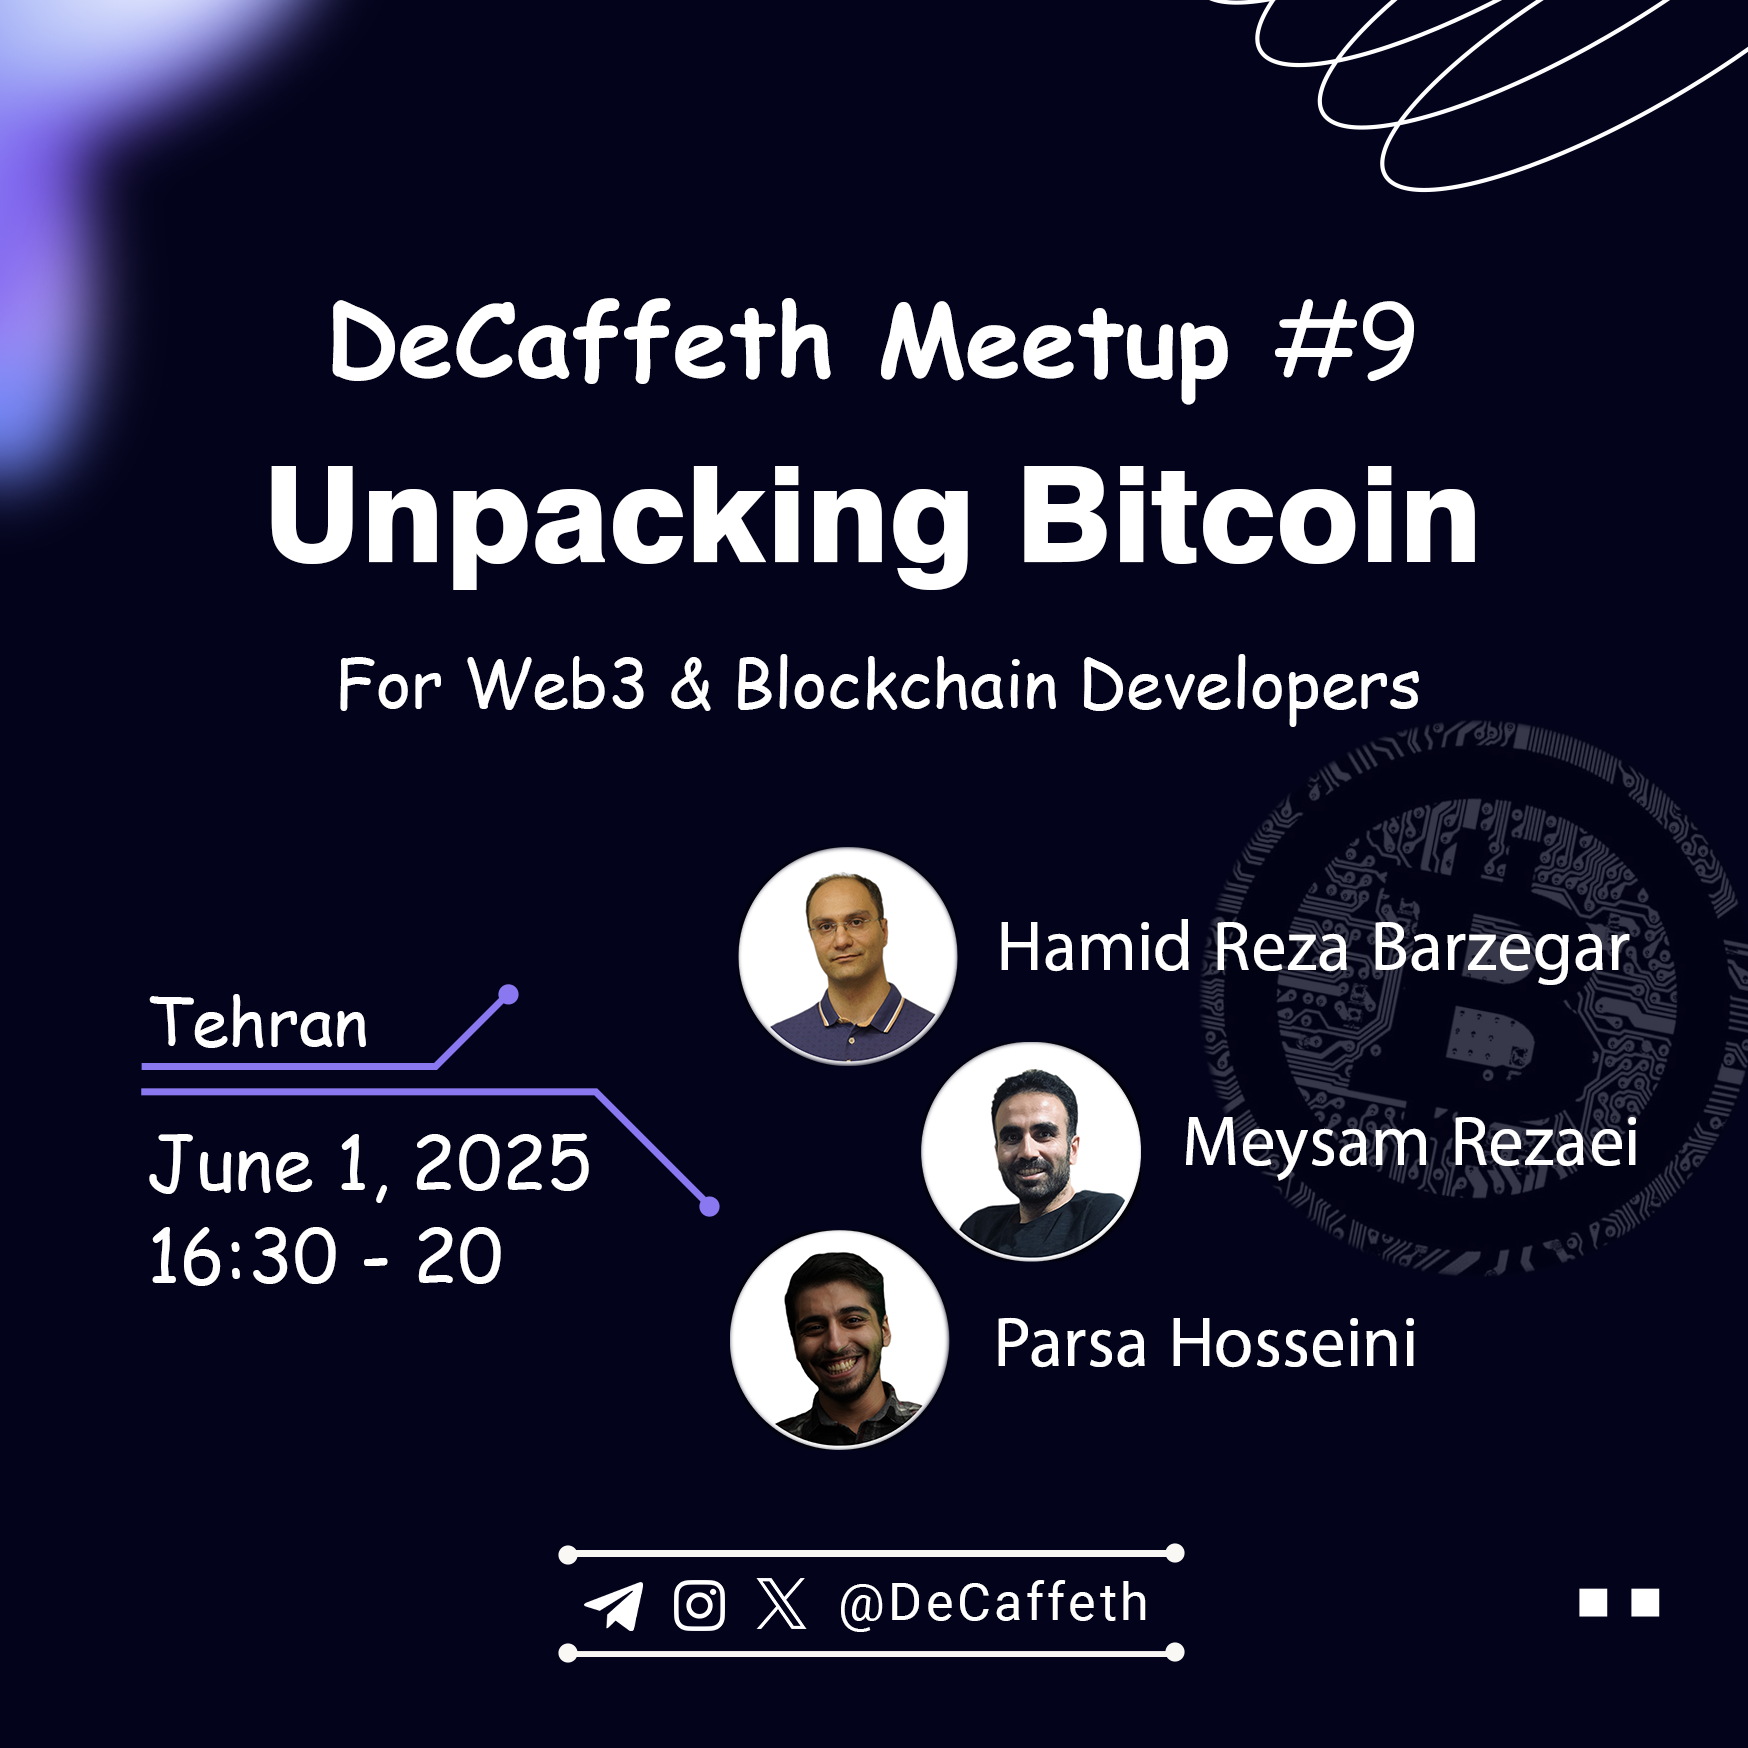 DeCaffeth Meetup #9
Unpacking Bitcoin
For Web3 & Blockchain Developers
Hamid Reza Barzegar
Tehran
Meysam Rezaei
June 1, 2025
16:30 - 20
Parsa Hosseini
@DeCaffeth